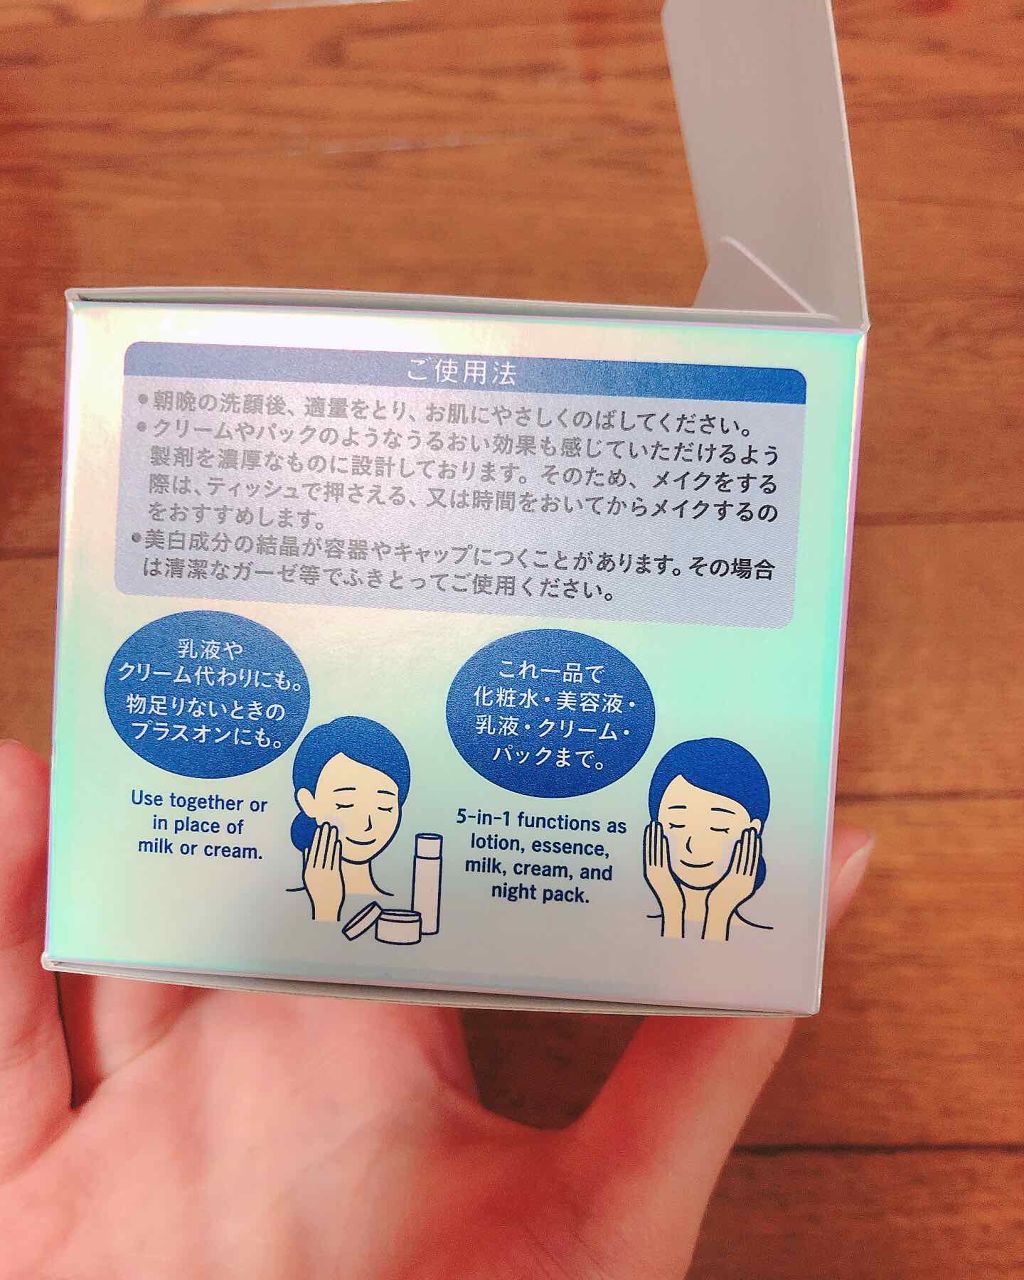 ご使用法
●朝晩の洗顔後、適量をとり、お肌にやさしくのばしてください。
●クリームやパックのようなうるおい効果も感じていただけるよう
製剤を濃厚なものに設計しております。そのため、メイクをする
際は、ティッシュで押さえる、又は時間をおいてからメイクするの
をおすすめします。
●美白成分の結晶が容器やキャップにつくことがあります。その場合
は清潔なガーゼ等でふきとってご使用ください。
乳液や
クリーム代わりにも。
物足りないときの
プラスオンにも。
Use together or
in place of
milk or cream.
これ一品で
化粧水・美容液・
乳液・クリーム・
パックまで。
5-in-1 functions as
lotion, essence,
milk, cream, and
night pack.